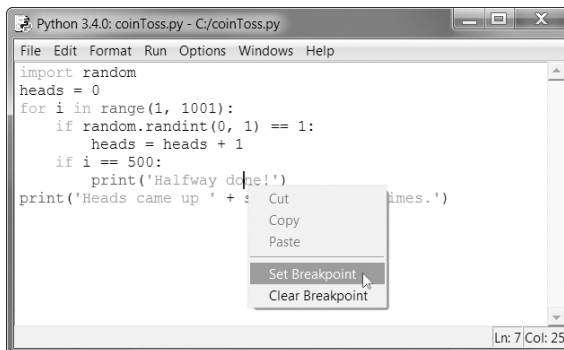 Python 3.4.0: coinToss.py - C:/coinToss.py
File Edit Format Run Options Windows Help
import random
heads = 0
for i in range(1, 1001):
    if random.randint(0, 1) == 1:
        heads = heads + 1
    if i == 500:
        print('Halfway done!')
print('Heads came up ' + s imes.')
Cut
Copy
Paste
Set Breakpoint
Clear Breakpoint
Ln: 7 Col: 25